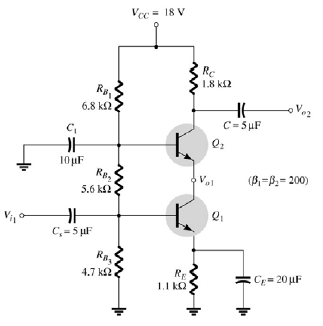 V_CC = 18 V
R_C
1.8 kΩ
R_B1
6.8 kΩ
C = 5 µF
V_o2
C_1
10 µF
Q_2
R_B2
5.6 kΩ
V_o1
(β_1=β_2= 200)
V_i1
C_s = 5 µF
Q_1
R_B3
4.7 kΩ
R_E
1.1 kΩ
C_E = 20 µF